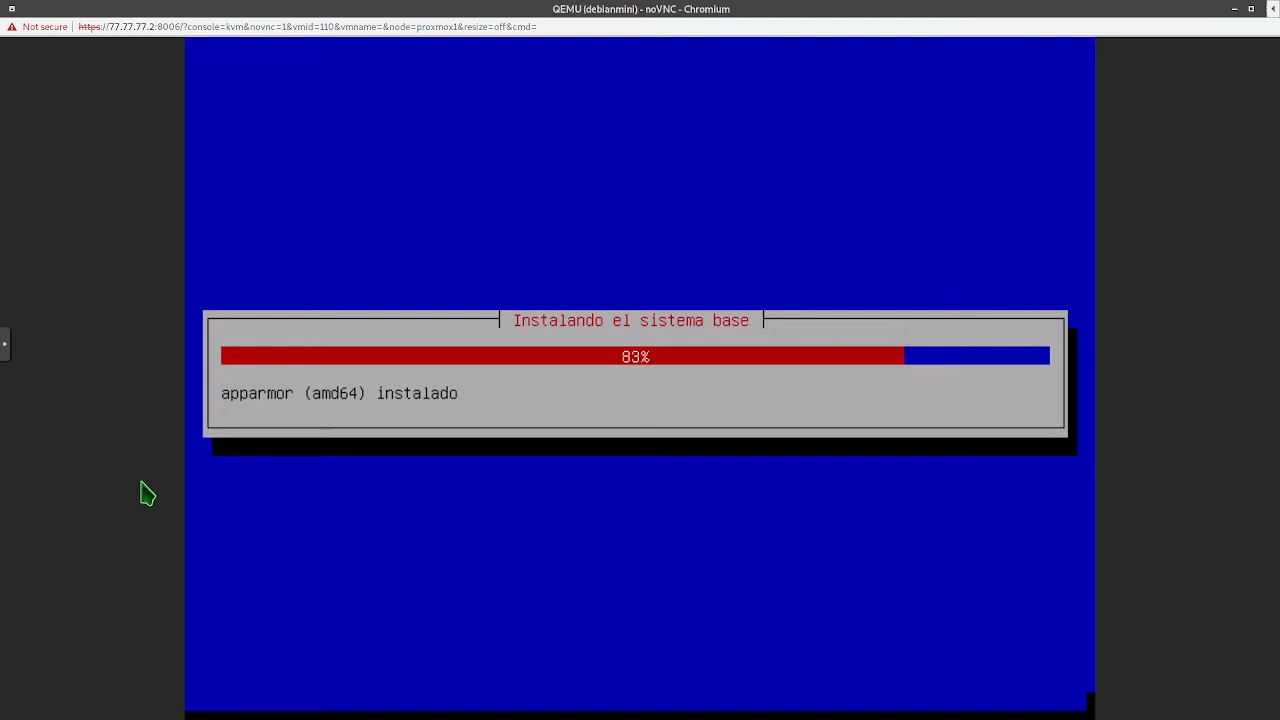 QEMU (debianmini) - noVNC - Chromium
Not secure https://77.77.77.2:8006/?console=kvm&novnc=1&vmid=110&vmname=&node=proxmox1&resize=off&cmd=
Instalando el sistema base
83%
apparmor (amd64) instalado